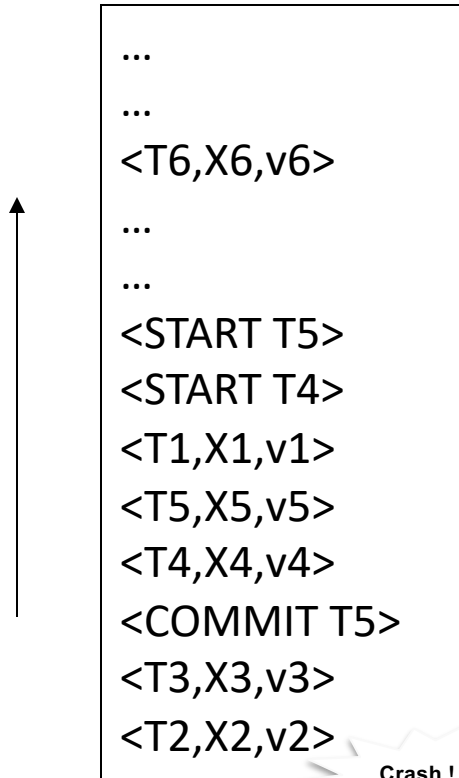 ...
...
<T6,X6,v6>
...
...
<START T5>
<START T4>
<T1,X1,v1>
<T5,X5,v5>
<T4,X4,v4>
<COMMIT T5>
<T3,X3,v3>
<T2,X2,v2>
Crash !